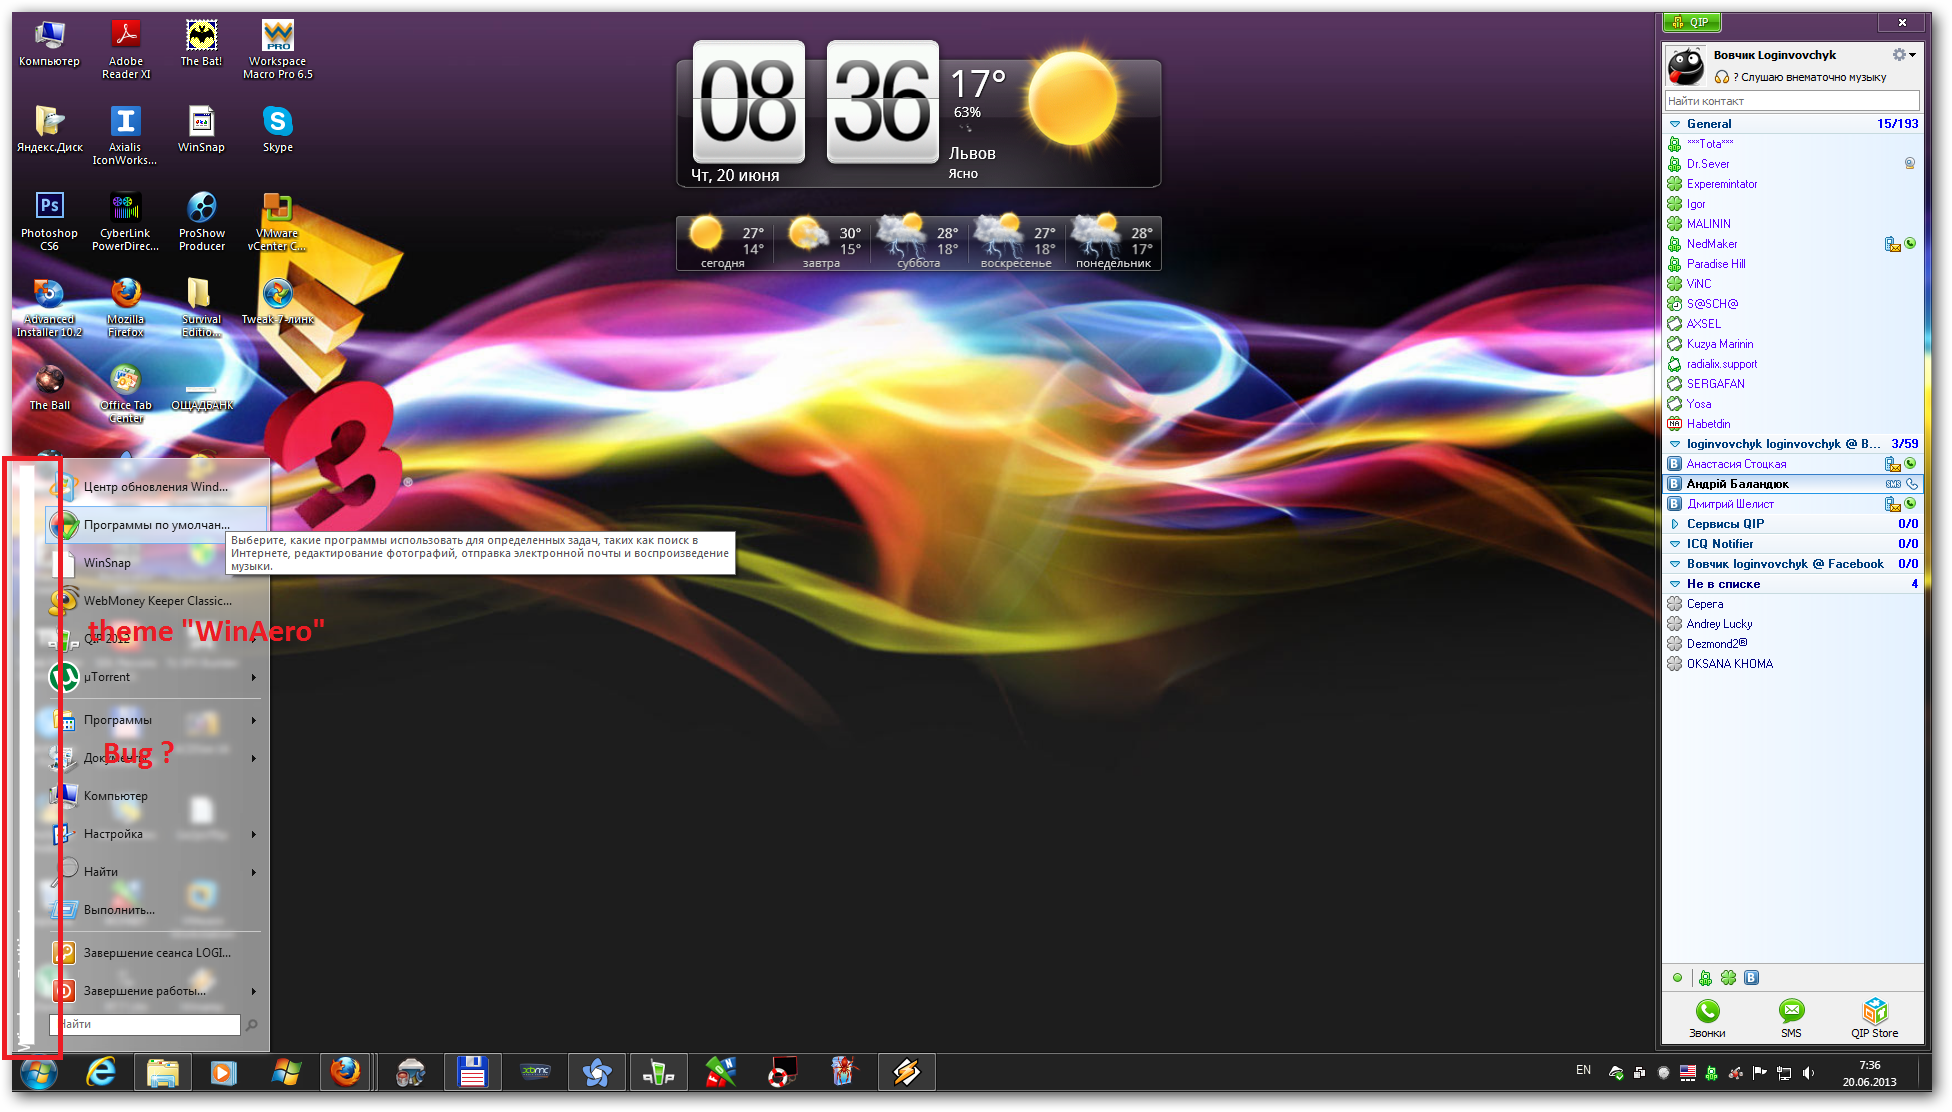 Компьютер
Adobe
Reader XI
The Bat!
Workspace
Macro Pro 6.5
Яндекс.Диск
Axialis
IconWorks...
WinSnap
Skype
Photoshop
CS6
CyberLink
PowerDirec...
ProShow
Producer
VMware
vCenter C...
Advanced
Installer 10.2
Mozilla
Firefox
Survival
Editio...
Tweak-7-линк
The Ball
Office Tab
Center
ОЩАДБАНК
08 36
17°
63%
Львов
Ясно
Чт, 20 июня
27°
14°
сегодня
30°
15°
завтра
28°
18°
суббота
27°
18°
воскресенье
28°
17°
понедельник
Центр обновления Wind...
Программы по умолчан...
Выберите, какие программы использовать для определенных задач, таких как поиск в
Интернете, редактирование фотографий, отправка электронной почты и воспроизведение
музыки.
WinSnap
WebMoney Keeper Classic...
theme "WinAero"
QIP 2012
µTorrent
Программы
Bug ?
Документы
Компьютер
Настройка
Найти
Выполнить...
Завершение сеанса LOGI...
Завершение работы...
Найти
QIP
Вовчик Loginvovchyk
? Слушаю внематочно музыку
Найти контакт
General 15/193
***Tota***
Dr.Sever
Experemintator
Igor
MALININ
NedMaker
Paradise Hill
ViNC
S@SCH@
AXSEL
Kuzya Marinin
radialix.support
SERGAFAN
Yosa
Habetdin
loginvovchyk loginvovchyk @ B... 3/59
Анастасия Стоцкая
Андрій Баландюк SMS
Дмитрий Шелист
Сервисы QIP 0/0
ICQ Notifier 0/0
Вовчик loginvovchyk @ Facebook 0/0
Не в списке 4
Серега
Andrey Lucky
Dezmond2®
OKSANA KHOMA
Звонки
SMS
QIP Store
EN
7:36
20.06.2013